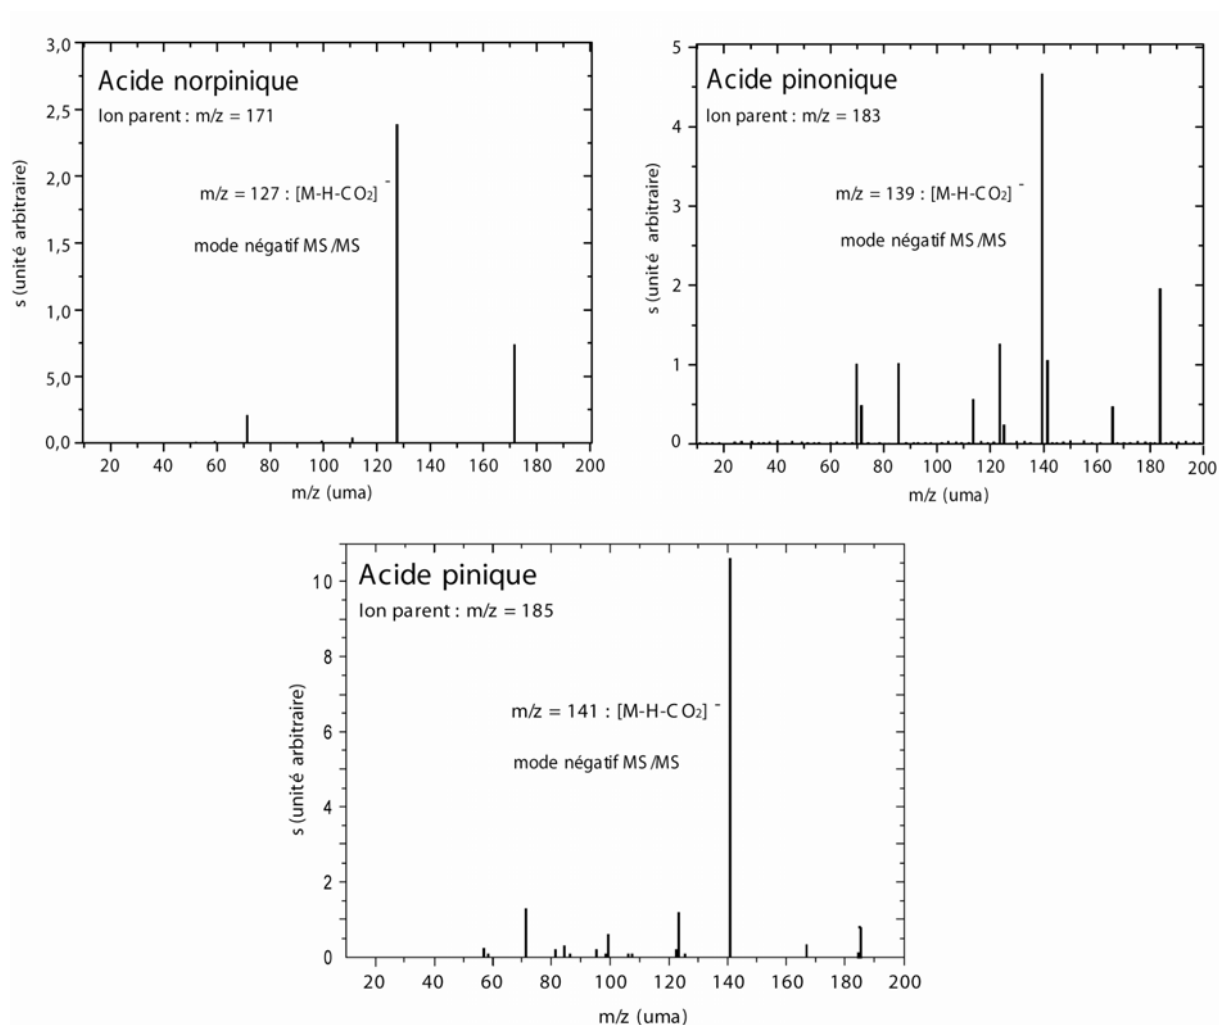 Acide norpinique
Ion parent : m/z = 171
m/z = 127 : [M-H-CO2]-
mode négatif MS/MS
s (unité arbitraire)
3,0
2,5
2,0
1,5
1,0
5,0
0,0
20 40 60 80 100 120 140 160 180 200
m/z (uma)
Acide pinonique
Ion parent : m/z = 183
m/z = 139 : [M-H-CO2]-
mode négatif MS/MS
s (unité arbitraire)
5
4
3
2
1
0
20 40 60 80 100 120 140 160 180 200
m/z (uma)
Acide pinique
Ion parent : m/z = 185
m/z = 141 : [M-H-CO2]-
mode négatif MS/MS
s (unité arbitraire)
10
8
6
4
2
0
20 40 60 80 100 120 140 160 180 200
m/z (uma)